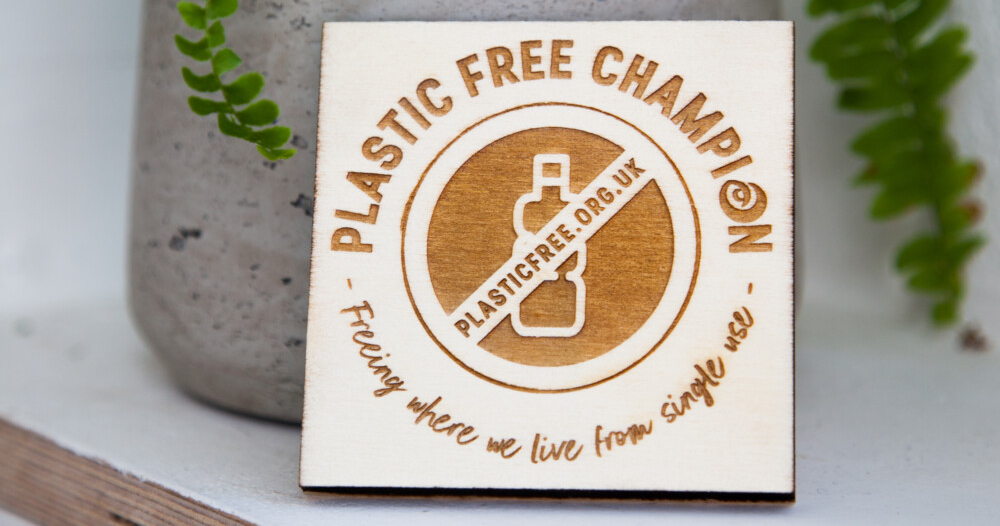 PLASTIC FREE CHAMPION
PLASTICFREE.ORG.UK
- Freeing where we live from single use -